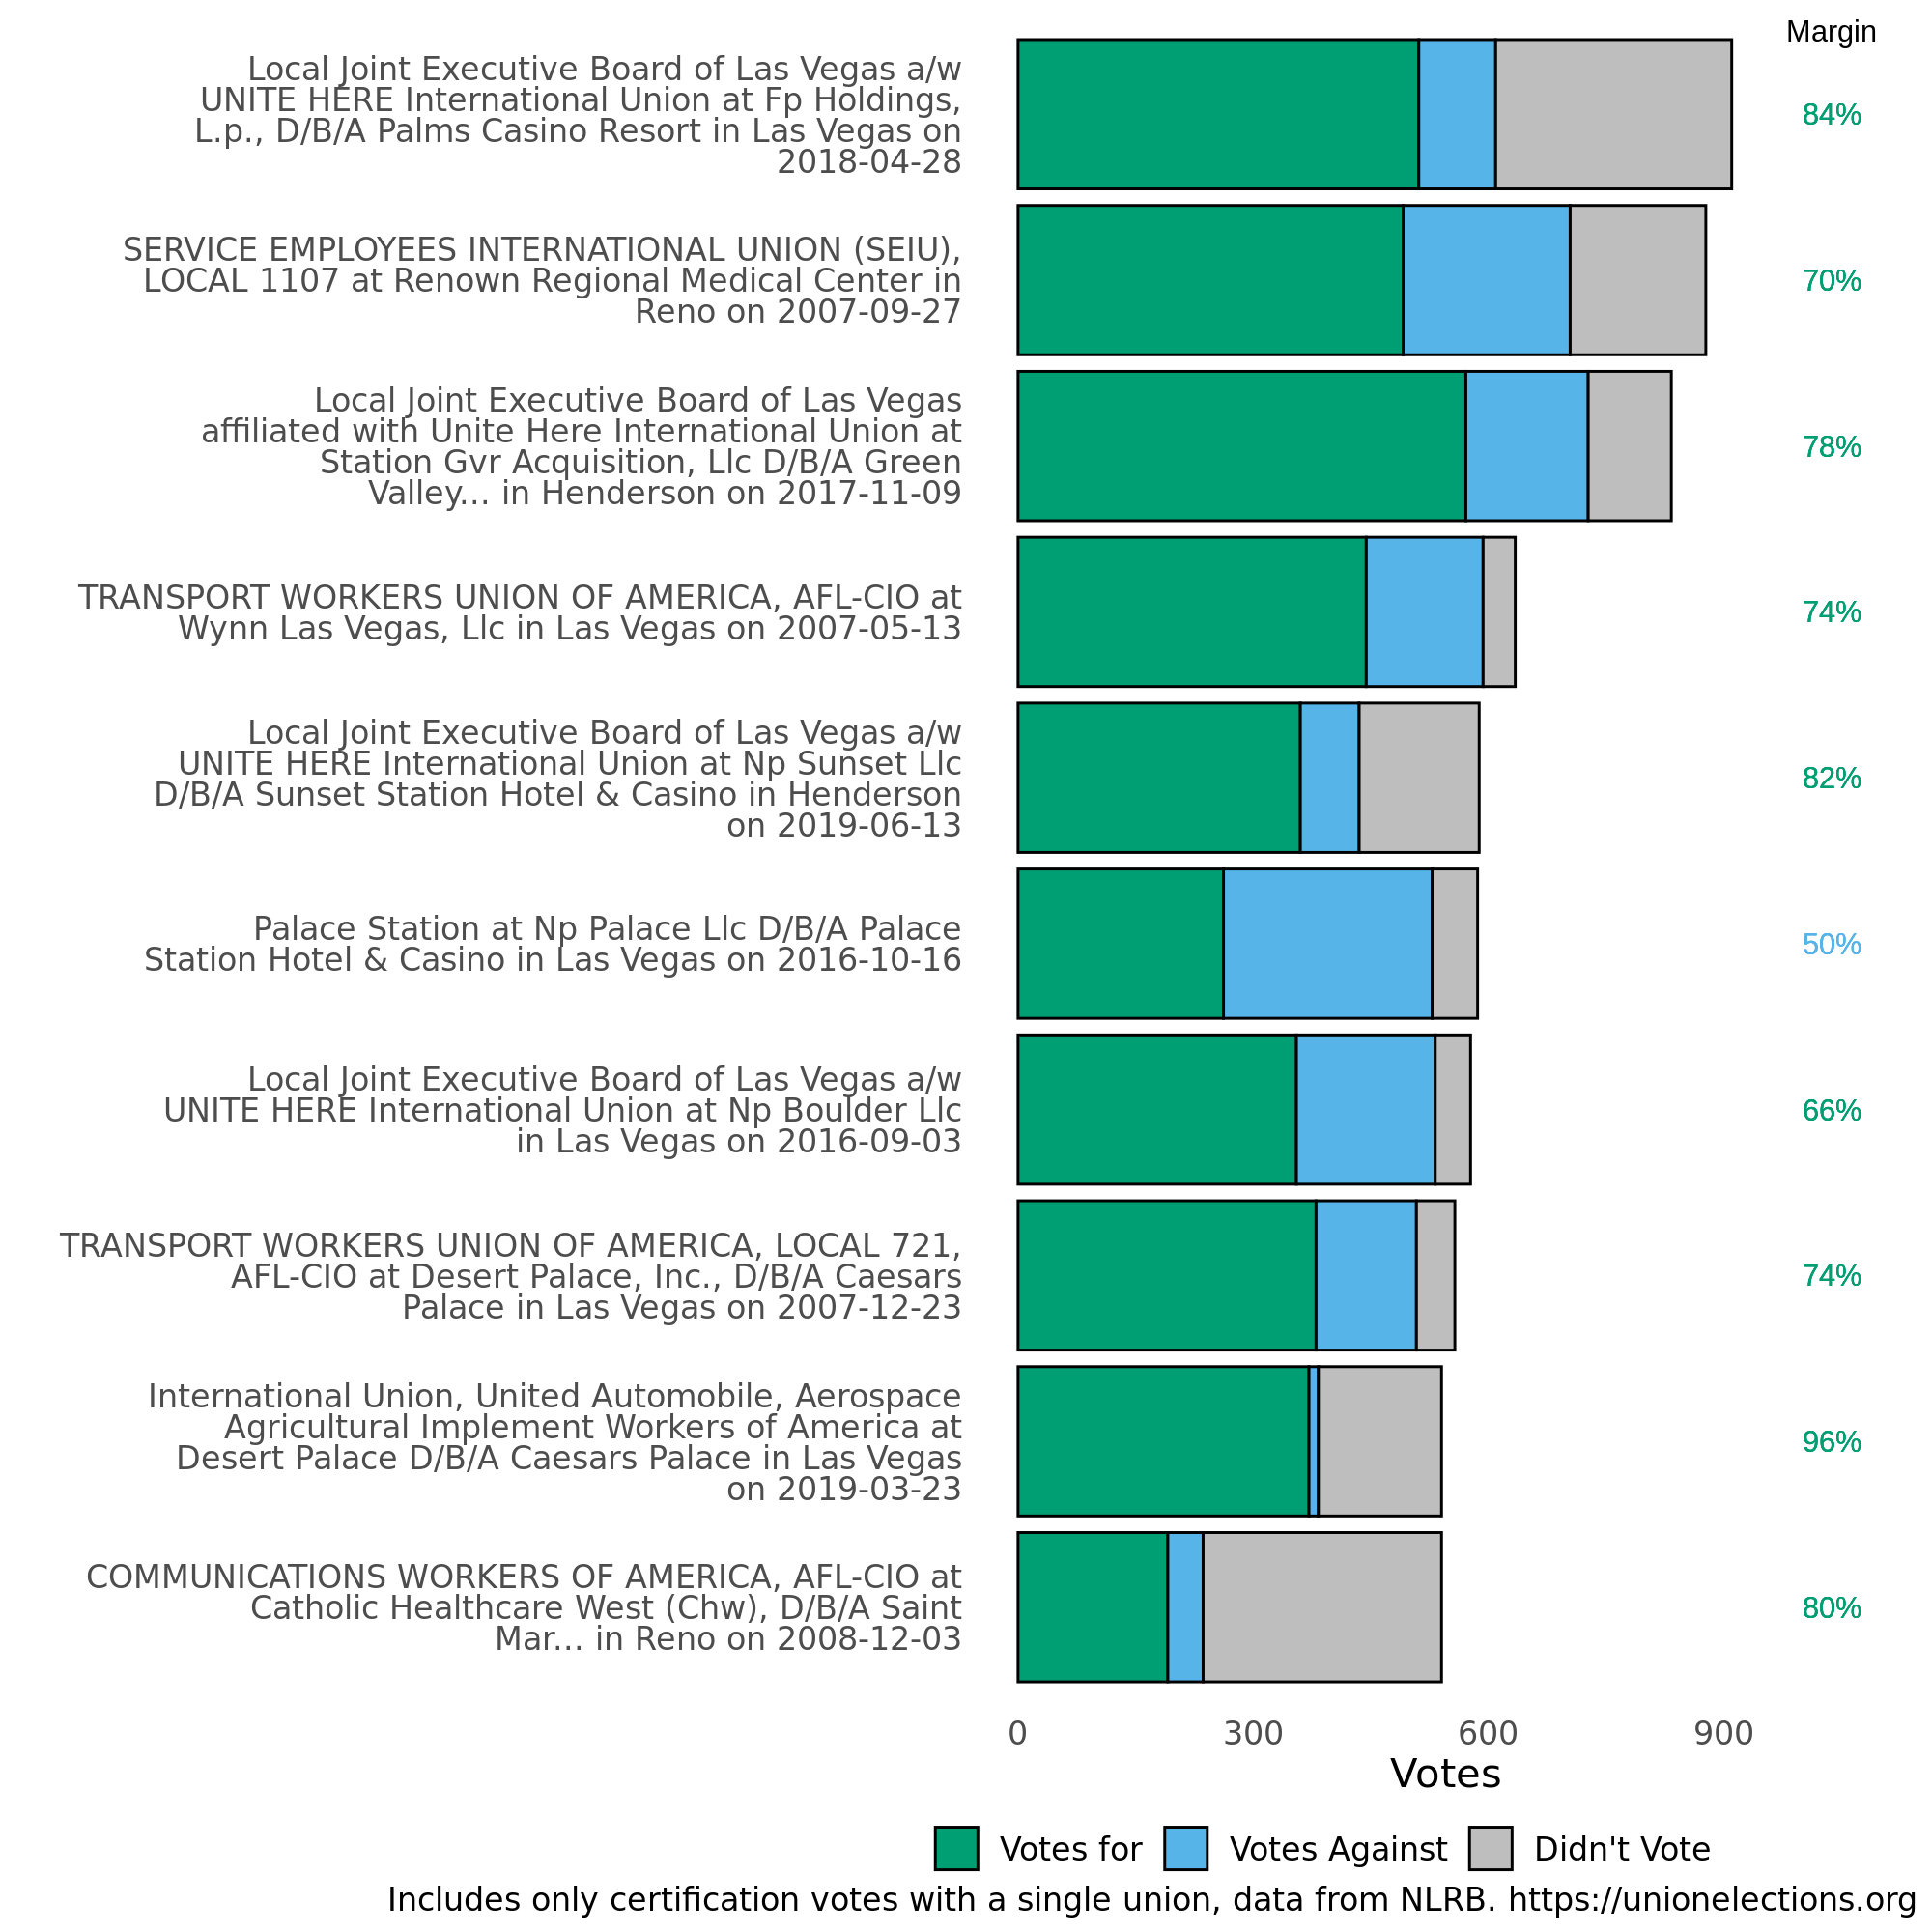 Margin
Local Joint Executive Board of Las Vegas a/w
UNITE HERE International Union at Fp Holdings,
L.p., D/B/A Palms Casino Resort in Las Vegas on
2018-04-28
84%
SERVICE EMPLOYEES INTERNATIONAL UNION (SEIU),
LOCAL 1107 at Renown Regional Medical Center in
Reno on 2007-09-27
70%
Local Joint Executive Board of Las Vegas
affiliated with Unite Here International Union at
Station Gvr Acquisition, Llc D/B/A Green
Valley... in Henderson on 2017-11-09
78%
TRANSPORT WORKERS UNION OF AMERICA, AFL-CIO at
Wynn Las Vegas, Llc in Las Vegas on 2007-05-13
74%
Local Joint Executive Board of Las Vegas a/w
UNITE HERE International Union at Np Sunset Llc
D/B/A Sunset Station Hotel & Casino in Henderson
on 2019-06-13
82%
Palace Station at Np Palace Llc D/B/A Palace
Station Hotel & Casino in Las Vegas on 2016-10-16
50%
Local Joint Executive Board of Las Vegas a/w
UNITE HERE International Union at Np Boulder Llc
in Las Vegas on 2016-09-03
66%
TRANSPORT WORKERS UNION OF AMERICA, LOCAL 721,
AFL-CIO at Desert Palace, Inc., D/B/A Caesars
Palace in Las Vegas on 2007-12-23
74%
International Union, United Automobile, Aerospace
Agricultural Implement Workers of America at
Desert Palace D/B/A Caesars Palace in Las Vegas
on 2019-03-23
96%
COMMUNICATIONS WORKERS OF AMERICA, AFL-CIO at
Catholic Healthcare West (Chw), D/B/A Saint
Mar... in Reno on 2008-12-03
80%
0 300 600 900
Votes
Votes for Votes Against Didn't Vote
Includes only certification votes with a single union, data from NLRB. https://unionelections.org